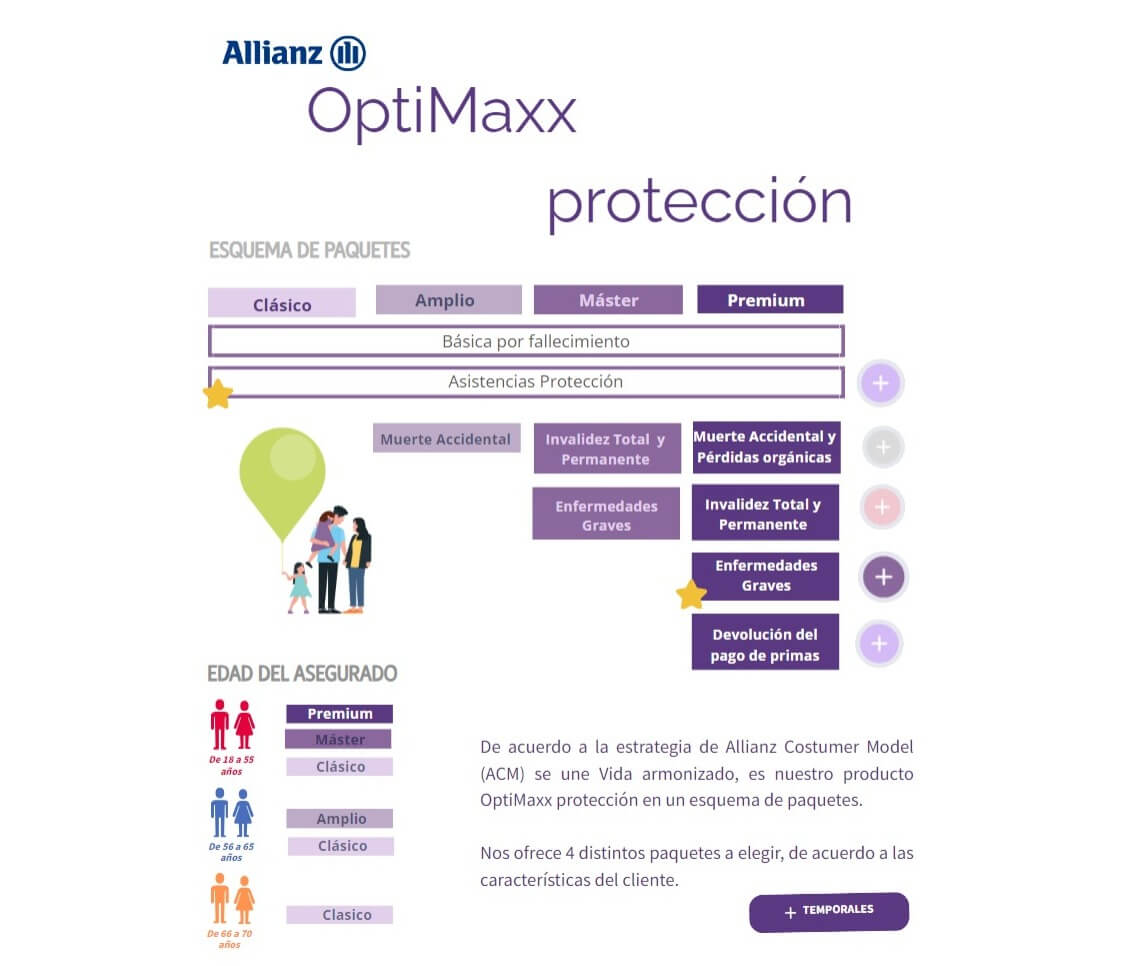 Allianz
OptiMaxx
protección
ESQUEMA DE PAQUETES
Clásico
Amplio
Máster
Premium
Básica por fallecimiento
Asistencias Protección
Muerte Accidental
Invalidez Total y
Permanente
Muerte Accidental y
Pérdidas orgánicas
Enfermedades
Graves
Invalidez Total y
Permanente
Enfermedades
Graves
Devolución del
pago de primas
EDAD DEL ASEGURADO
Premium
Máster
Clásico
De 18 a 55
años
Amplio
Clásico
De 56 a 65
años
Clasico
De 66 a 70
años
De acuerdo a la estrategia de Allianz Costumer Model
(ACM) se une Vida armonizado, es nuestro producto
OptiMaxx protección en un esquema de paquetes.
Nos ofrece 4 distintos paquetes a elegir, de acuerdo a las
características del cliente.
+ TEMPORALES